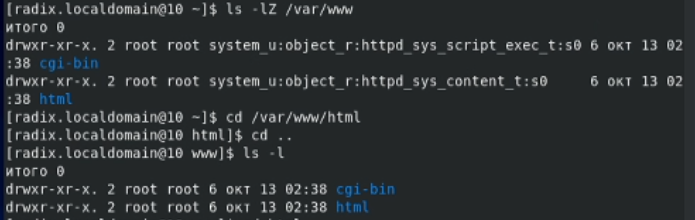 [radix.localdomain@10 ~]$ ls -lZ /var/www
итого 0
drwxr-xr-x. 2 root root system_u:object_r:httpd_sys_script_exec_t:s0 6 окт 13 02
:38 cgi-bin
drwxr-xr-x. 2 root root system_u:object_r:httpd_sys_content_t:s0     6 окт 13 02
:38 html
[radix.localdomain@10 ~]$ cd /var/www/html
[radix.localdomain@10 html]$ cd ..
[radix.localdomain@10 www]$ ls -l
итого 0
drwxr-xr-x. 2 root root 6 окт 13 02:38 cgi-bin
drwxr-xr-x. 2 root root 6 окт 13 02:38 html